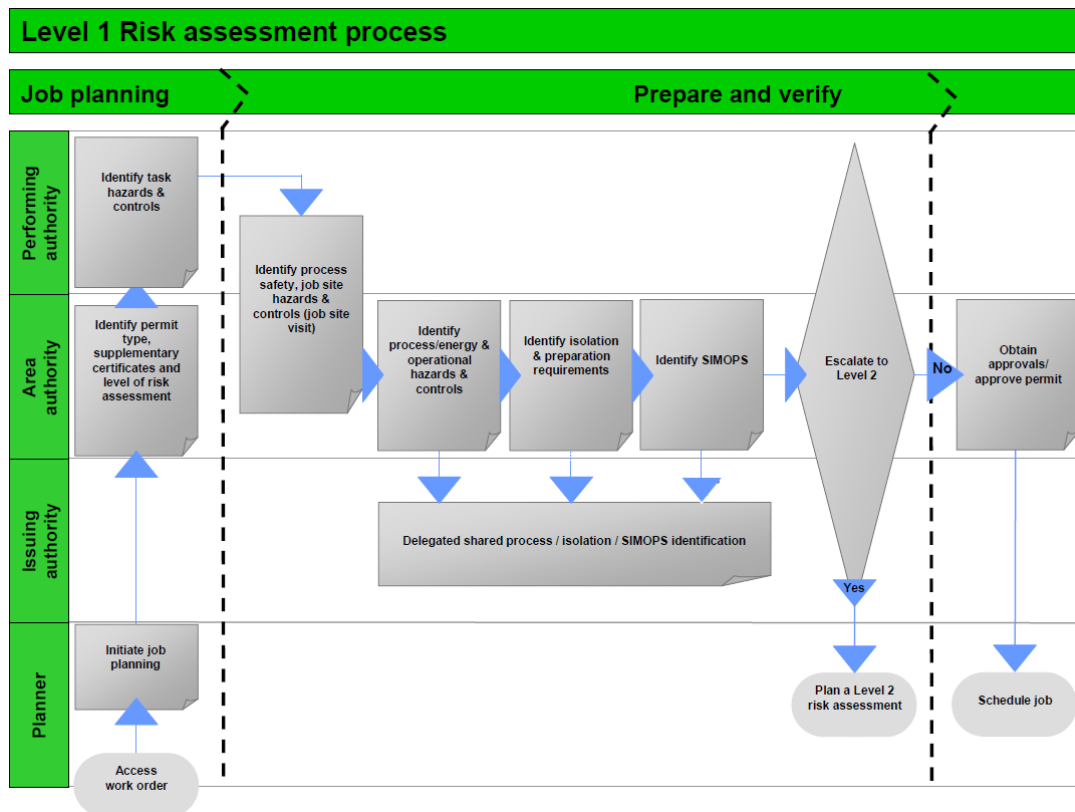 Level 1 Risk assessment process
Job planning
Prepare and verify
Performing
authority
Identify task
hazards &
controls
Identify process
safety, job site
hazards &
controls (job site
visit)
Area
authority
Identify permit
type,
supplementary
certificates and
level of risk
assessment
Identify
process/energy &
operational
hazards &
controls
Identify isolation
& preparation
requirements
Identify SIMOPS
Escalate to
Level 2
No
Obtain
approvals/
approve permit
Issuing
authority
Delegated shared process / isolation / SIMOPS identification
Yes
Planner
Initiate job
planning
Plan a Level 2
risk assessment
Schedule job
Access
work order